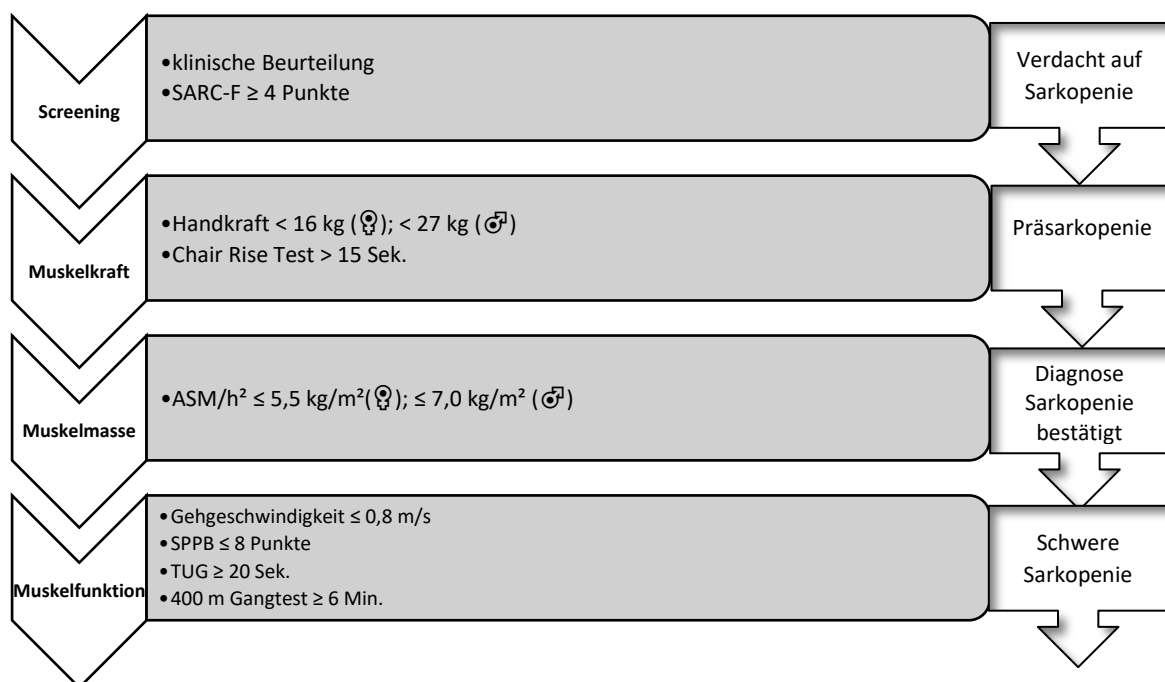 Screening
•klinische Beurteilung
•SARC-F ≥ 4 Punkte
Verdacht auf
Sarkopenie
Muskelkraft
•Handkraft < 16 kg (♀); < 27 kg (♂)
•Chair Rise Test > 15 Sek.
Präsarkopenie
Muskelmasse
•ASM/h² ≤ 5,5 kg/m²(♀); ≤ 7,0 kg/m² (♂)
Diagnose
Sarkopenie
bestätigt
Muskelfunktion
•Gehgeschwindigkeit ≤ 0,8 m/s
•SPPB ≤ 8 Punkte
•TUG ≥ 20 Sek.
•400 m Gangtest ≥ 6 Min.
Schwere
Sarkopenie